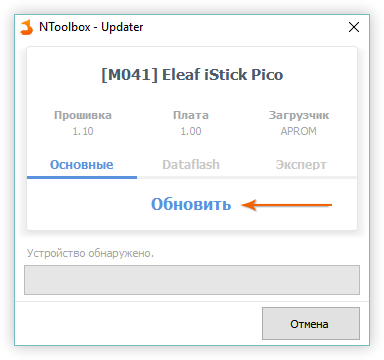 NToolbox - Updater
[M041] Eleaf iStick Pico
Прошивка Плата Загрузчик
1.10 1.00 APROM
Основные Dataflash Эксперт
Обновить
Устройство обнаружено.
Отмена